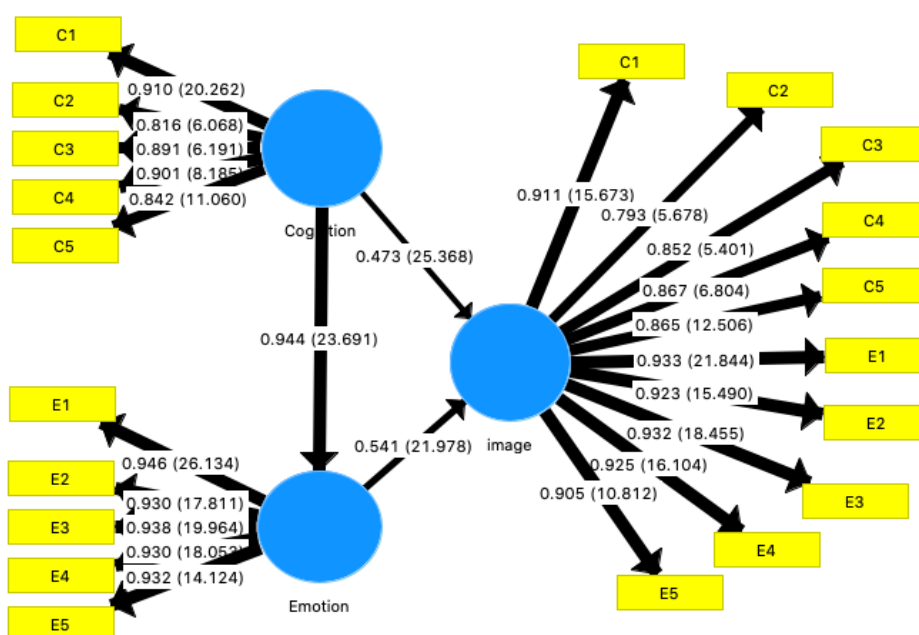 C1
0.910 (20.262)
C2
0.816 (6.068)
C3
0.891 (6.191)
0.901 (8.185)
C4
0.842 (11.060)
C5
Cognition
0.473 (25.368)
0.944 (23.691)
E1
0.946 (26.134)
E2
0.930 (17.811)
E3
0.938 (19.964)
0.930 (18.053)
E4
0.932 (14.124)
E5
Emotion
0.541 (21.978)
image
C1
0.911 (15.673)
C2
0.793 (5.678)
C3
0.852 (5.401)
C4
0.867 (6.804)
C5
0.865 (12.506)
E1
0.933 (21.844)
E2
0.923 (15.490)
E3
0.932 (18.455)
E4
0.925 (16.104)
E5
0.905 (10.812)